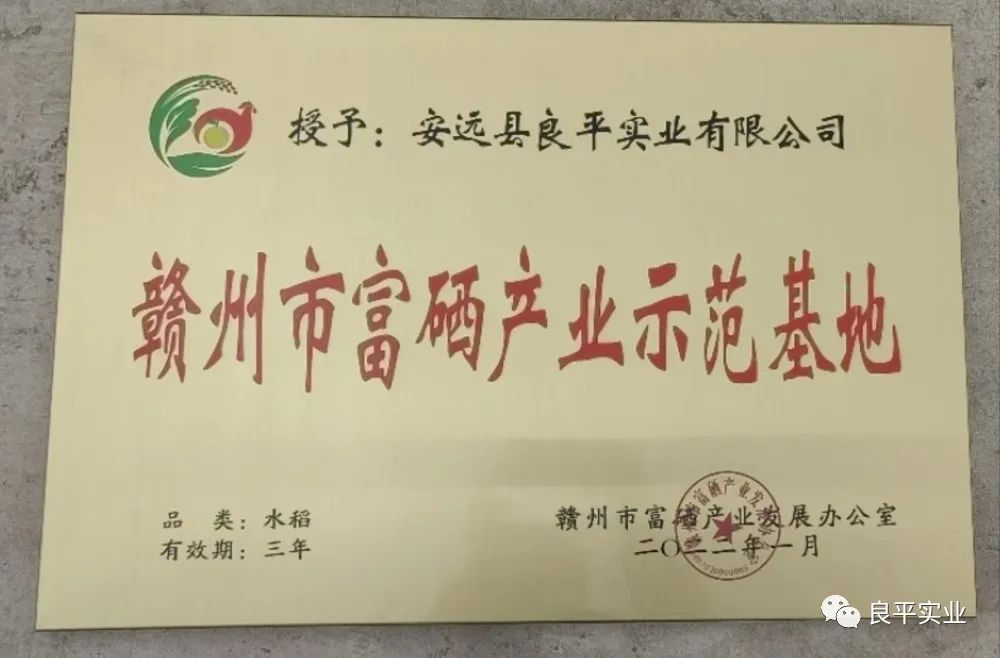 授予：安远县良平实业有限公司
赣州市富硒产业示范基地
品 类：水稻
有效期：三年
赣州市富硒产业发展办公室
二〇二二年一月
良平实业